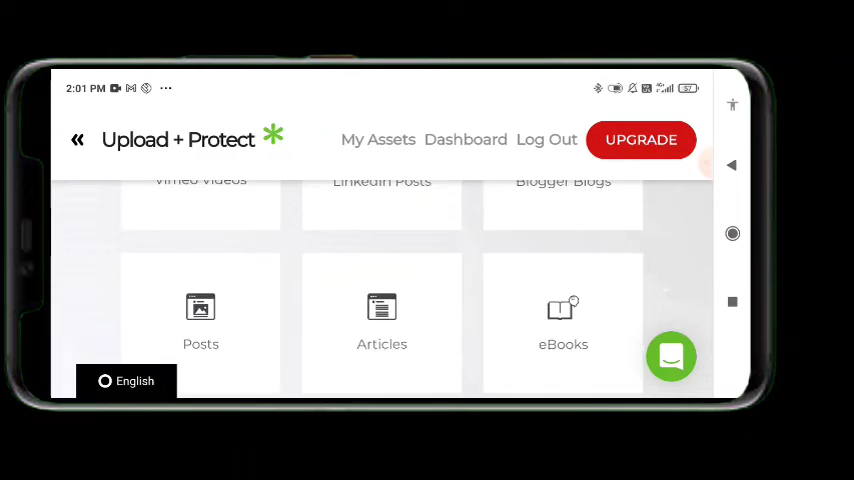 2:01 PM
57
Upload + Protect
My Assets Dashboard Log Out UPGRADE
Vimeo Videos LinkedIn Posts Blogger Blogs
Posts Articles eBooks
English